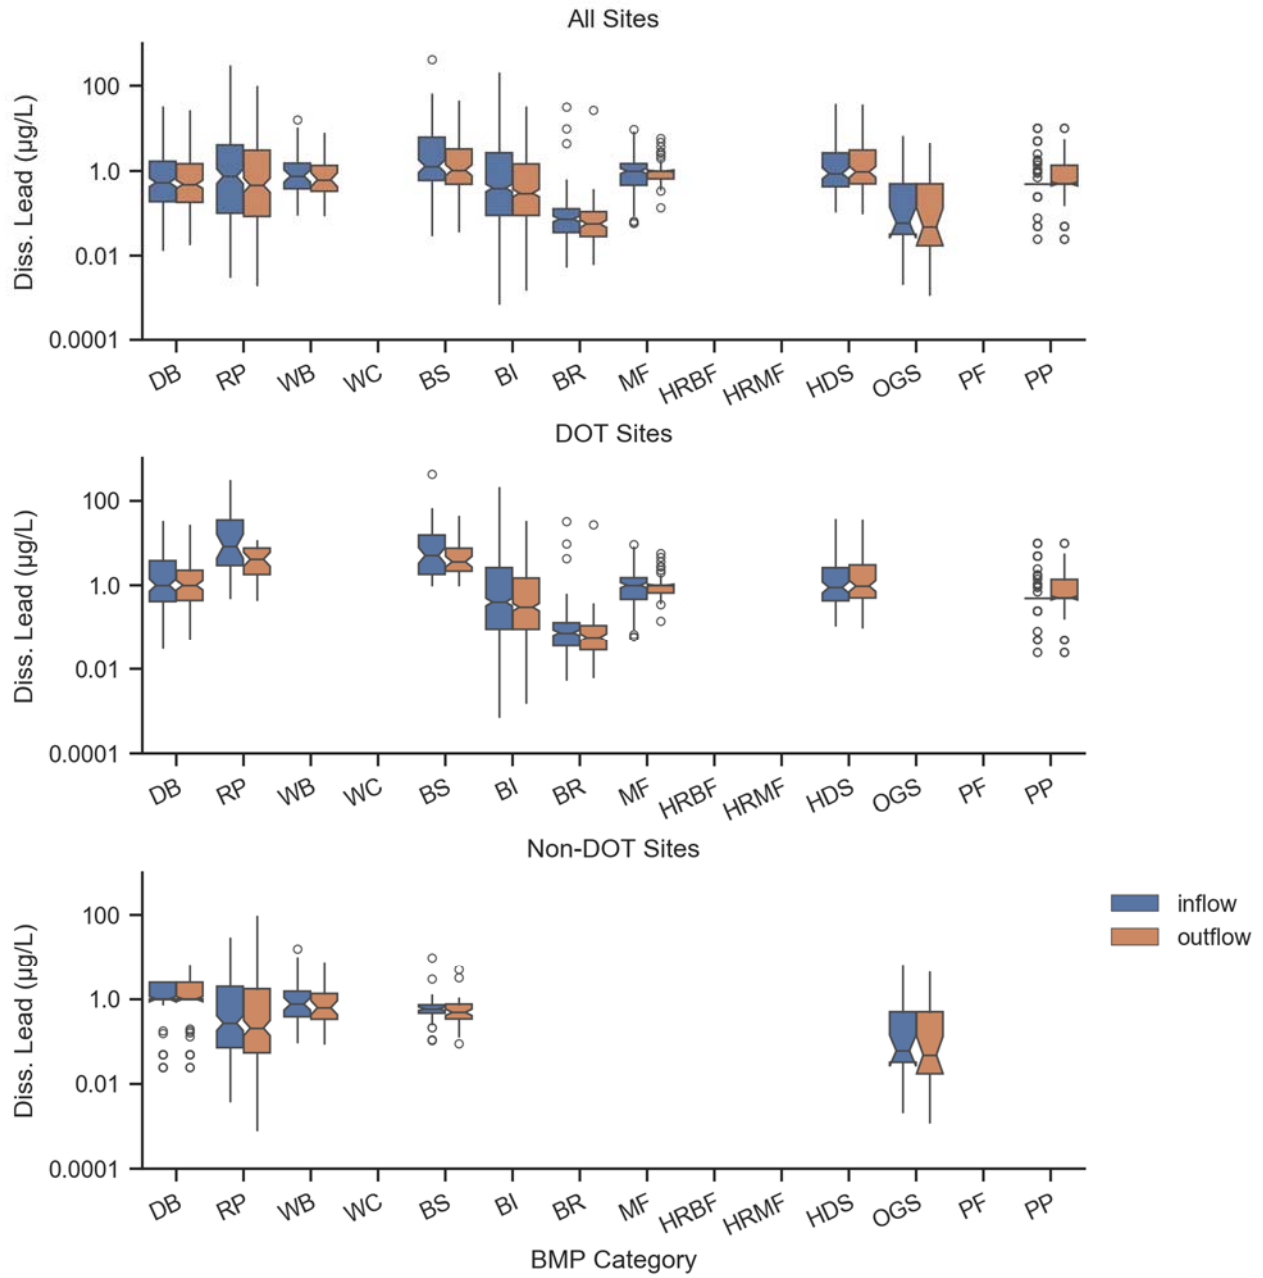 All Sites
Diss. Lead (µg/L)
100
1.0
0.01
0.0001
DB RP WB WC BS BI BR MF HRBF HRMF HDS OGS PF PP
DOT Sites
Diss. Lead (µg/L)
100
1.0
0.01
0.0001
DB RP WB WC BS BI BR MF HRBF HRMF HDS OGS PF PP
Non-DOT Sites
Diss. Lead (µg/L)
100
1.0
0.01
0.0001
inflow
outflow
DB RP WB WC BS BI BR MF HRBF HRMF HDS OGS PF PP
BMP Category